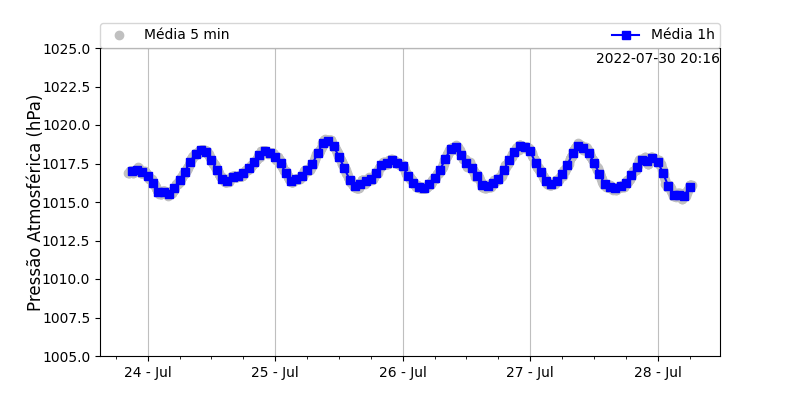 Média 5 min
Média 1h
2022-07-30 20:16
Pressão Atmosférica (hPa)
1025.0
1022.5
1020.0
1017.5
1015.0
1012.5
1010.0
1007.5
1005.0
24 - Jul
25 - Jul
26 - Jul
27 - Jul
28 - Jul